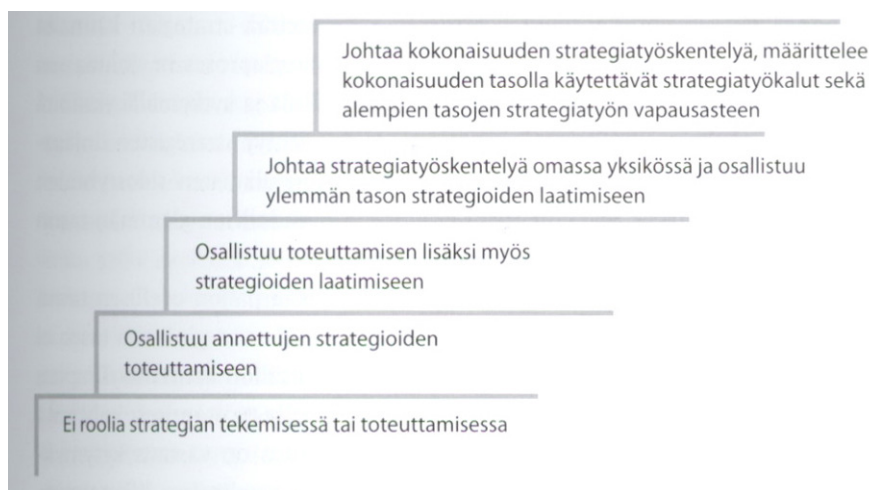 Johtaa kokonaisuuden strategiatyöskentelyä, määrittelee
kokonaisuuden tasolla käytettävät strategiatyökalut sekä
alempien tasojen strategiatyön vapausasteen
Johtaa strategiatyöskentelyä omassa yksikössä ja osallistuu
ylemmän tason strategioiden laatimiseen
Osallistuu toteuttamisen lisäksi myös
strategioiden laatimiseen
Osallistuu annettujen strategioiden
toteuttamiseen
Ei roolia strategian tekemisessä tai toteuttamisessa